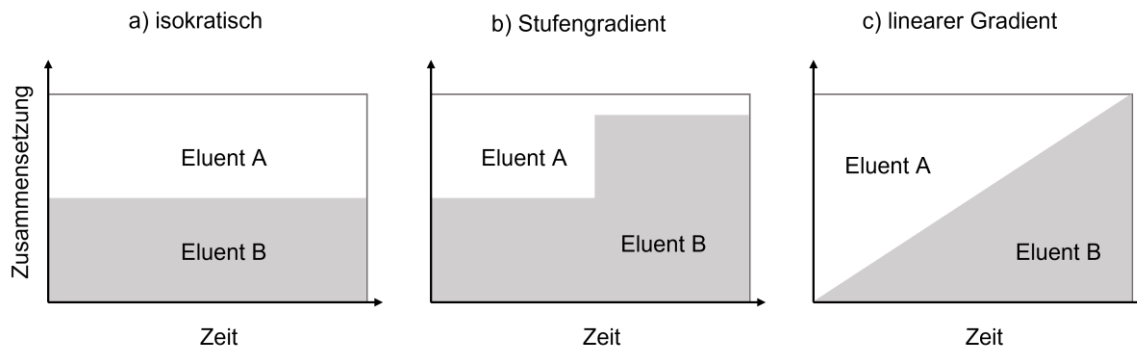 a) isokratisch
b) Stufengradient
c) linearer Gradient
Zusammensetzung
Eluent A
Eluent B
Zeit
Eluent A
Eluent B
Zeit
Eluent A
Eluent B
Zeit